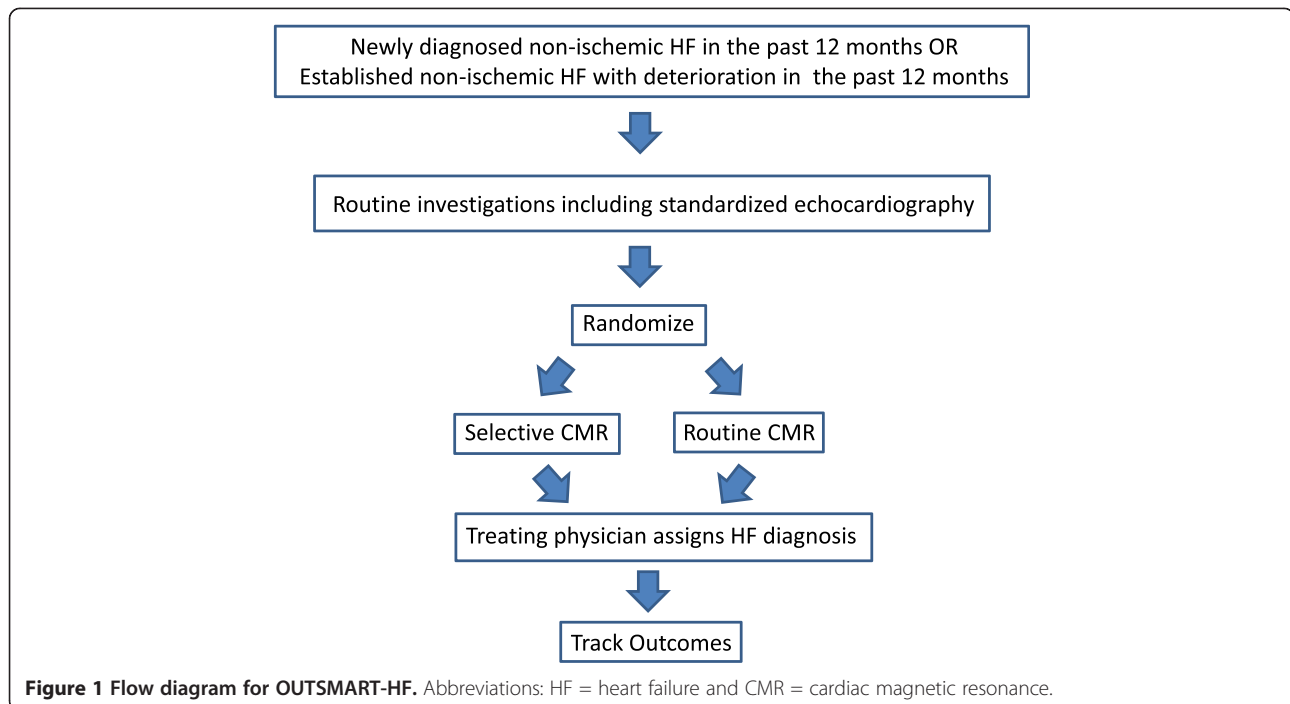 Newly diagnosed non-ischemic HF in the past 12 months OR
Established non-ischemic HF with deterioration in the past 12 months
Routine investigations including standardized echocardiography
Randomize
Selective CMR
Routine CMR
Treating physician assigns HF diagnosis
Track Outcomes
Figure 1 Flow diagram for OUTSMART-HF. Abbreviations: HF = heart failure and CMR = cardiac magnetic resonance.